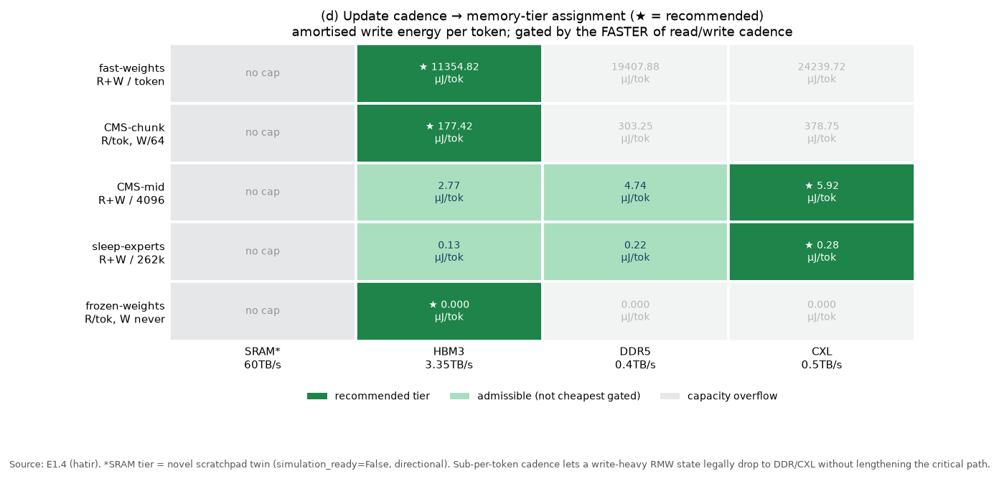 (d) Update cadence → memory-tier assignment (★ = recommended)
amortised write energy per token; gated by the FASTER of read/write cadence
fast-weights
R+W / token
no cap
★ 11354.82
µJ/tok
19407.88
µJ/tok
24239.72
µJ/tok
CMS-chunk
R/tok, W/64
no cap
★ 177.42
µJ/tok
303.25
µJ/tok
378.75
µJ/tok
CMS-mid
R+W / 4096
no cap
2.77
µJ/tok
4.74
µJ/tok
★ 5.92
µJ/tok
sleep-experts
R+W / 262k
no cap
0.13
µJ/tok
0.22
µJ/tok
★ 0.28
µJ/tok
frozen-weights
R/tok, W never
no cap
★ 0.000
µJ/tok
0.000
µJ/tok
0.000
µJ/tok
SRAM*
60TB/s
HBM3
3.35TB/s
DDR5
0.4TB/s
CXL
0.5TB/s
recommended tier
admissible (not cheapest gated)
capacity overflow
Source: E1.4 (hatir). *SRAM tier = novel scratchpad twin (simulation_ready=False, directional). Sub-per-token cadence lets a write-heavy RMW state legally drop to DDR/CXL without lengthening the critical path.